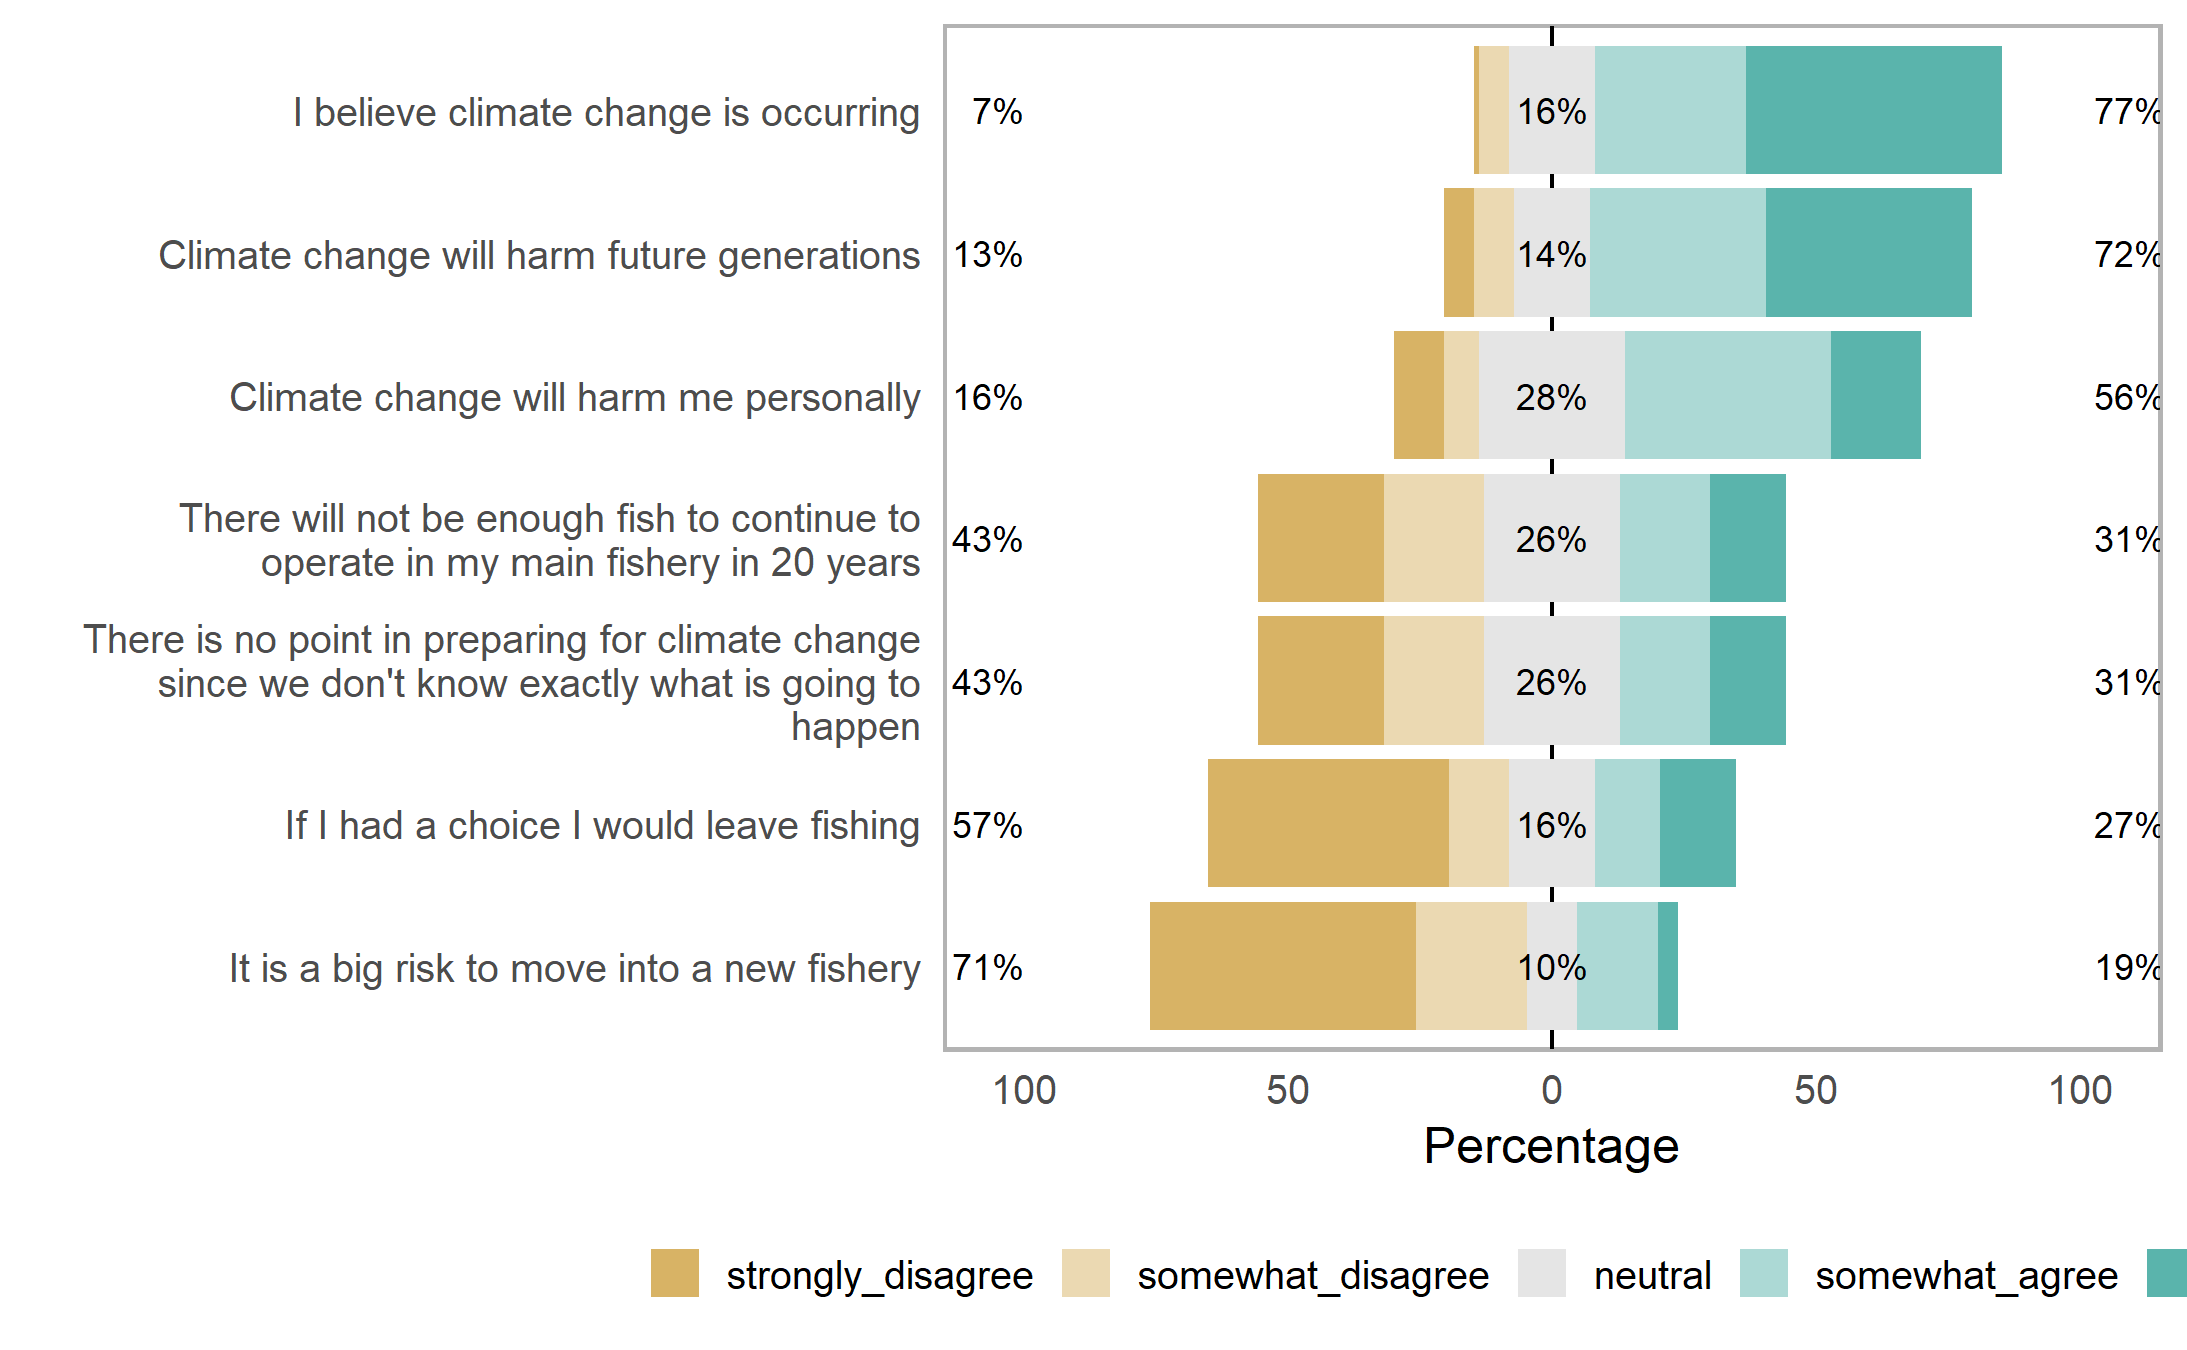 I believe climate change is occurring
7%
16%
77%
Climate change will harm future generations
13%
14%
72%
Climate change will harm me personally
16%
28%
56%
There will not be enough fish to continue to
operate in my main fishery in 20 years
43%
26%
31%
There is no point in preparing for climate change
since we don't know exactly what is going to
happen
43%
26%
31%
If I had a choice I would leave fishing
57%
16%
27%
It is a big risk to move into a new fishery
71%
10%
19%
100 50 0 50 100
Percentage
strongly_disagree somewhat_disagree neutral somewhat_agree